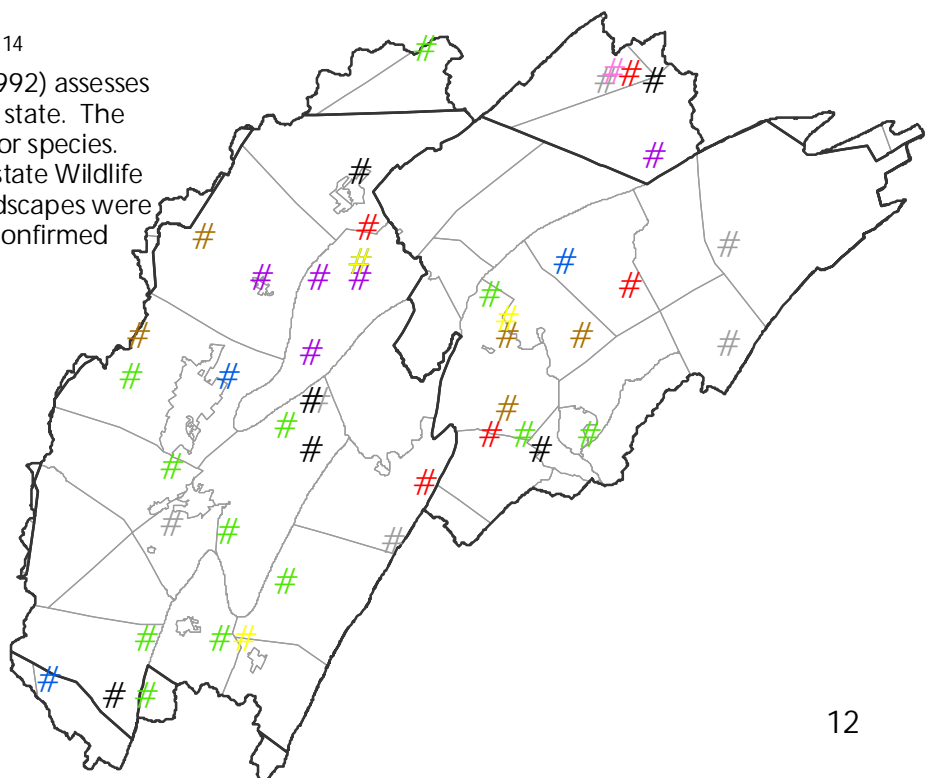 14
992) assesses
state. The
or species.
state Wildlife
dscapes were
onfirmed
12